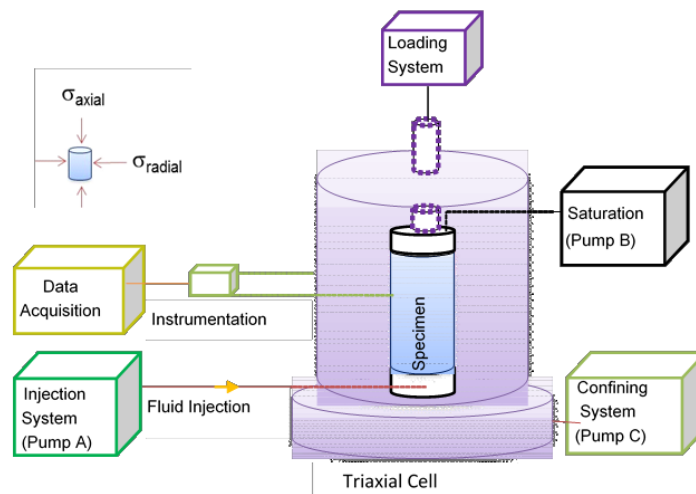 Loading
System
σaxial
σradial
Saturation
(Pump B)
Data
Acquisition
Instrumentation
Specimen
Injection
System
(Pump A)
Fluid Injection
Confining
System
(Pump C)
Triaxial Cell